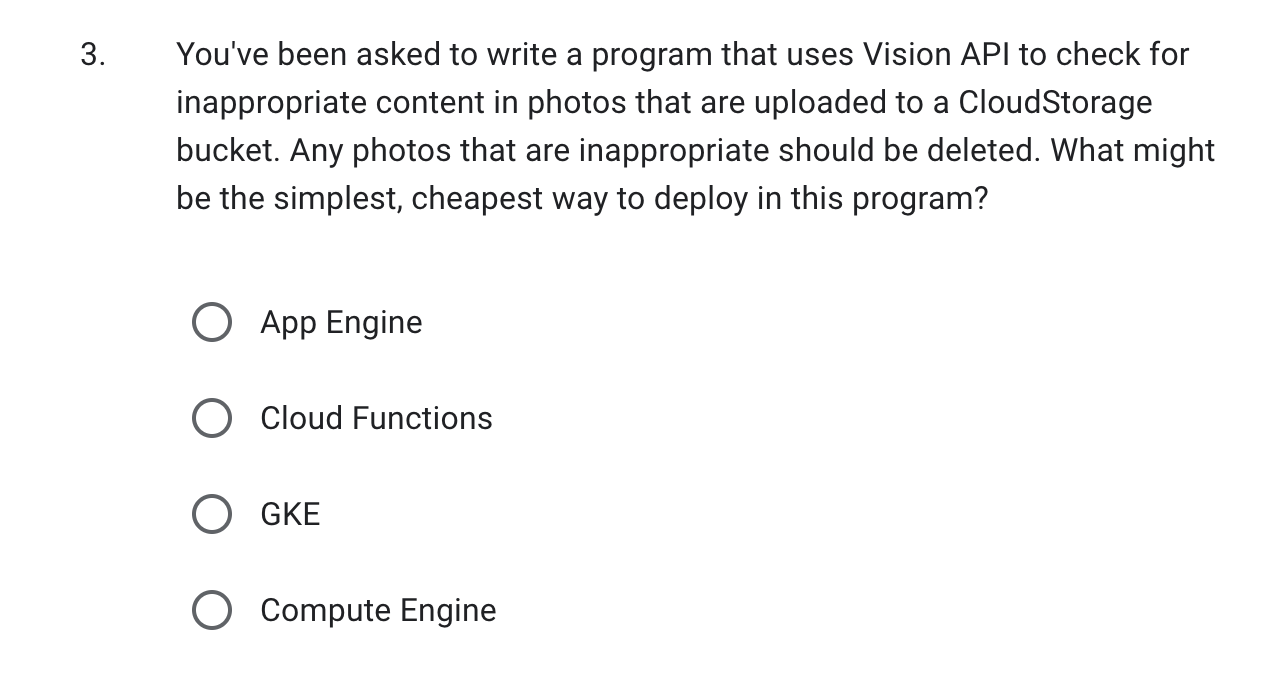 3. You've been asked to write a program that uses Vision API to check for
inappropriate content in photos that are uploaded to a CloudStorage
bucket. Any photos that are inappropriate should be deleted. What might
be the simplest, cheapest way to deploy in this program?
App Engine
Cloud Functions
GKE
Compute Engine